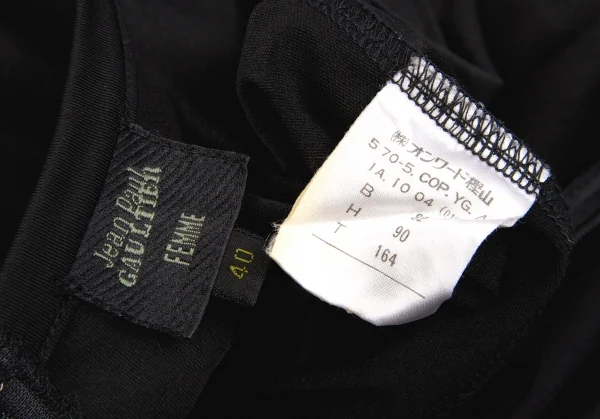 Jean Paul
GAULTIER
FEMME
40
㈱オンワード樫山
570-5, COP. YG. A
1A. 10 04
B
H 90
T 164